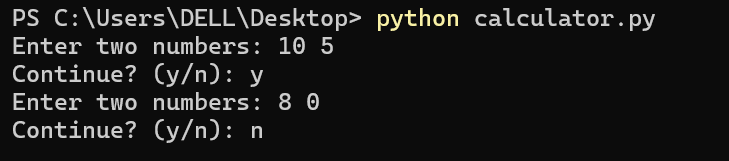 PS C:\Users\DELL\Desktop> python calculator.py
Enter two numbers: 10 5
Continue? (y/n): y
Enter two numbers: 8 0
Continue? (y/n): n